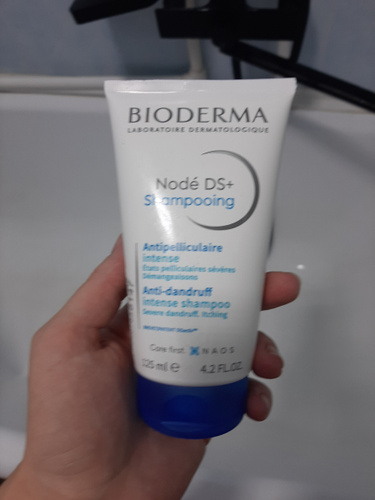 BIODERMA
LABORATOIRE DERMATOLOGIQUE
Nodé DS+
Shampooing
Antipelliculaire
intense
États pelliculaires sévères
Démangeaisons
Anti-dandruff
intense shampoo
Severe dandruff. Itching
Care first. NAOS
125 ml e 4.2 FL.OZ.